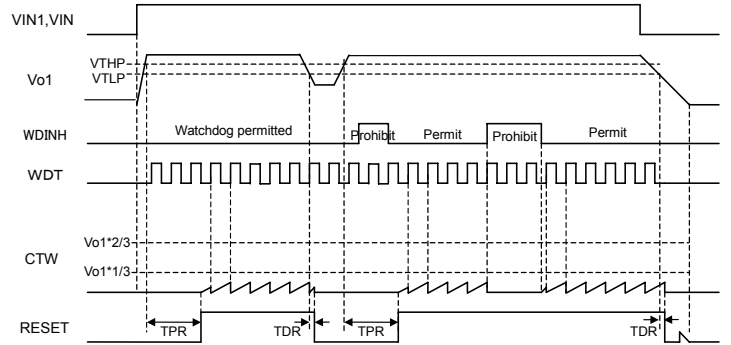 VIN1,VIN
VTHP
VTLP
Vo1
WDINH
Watchdog permitted
Prohibit
Permit
Prohibit
Permit
WDT
Vo1*2/3
CTW
Vo1*1/3
RESET
TPR
TDR
TPR
TDR